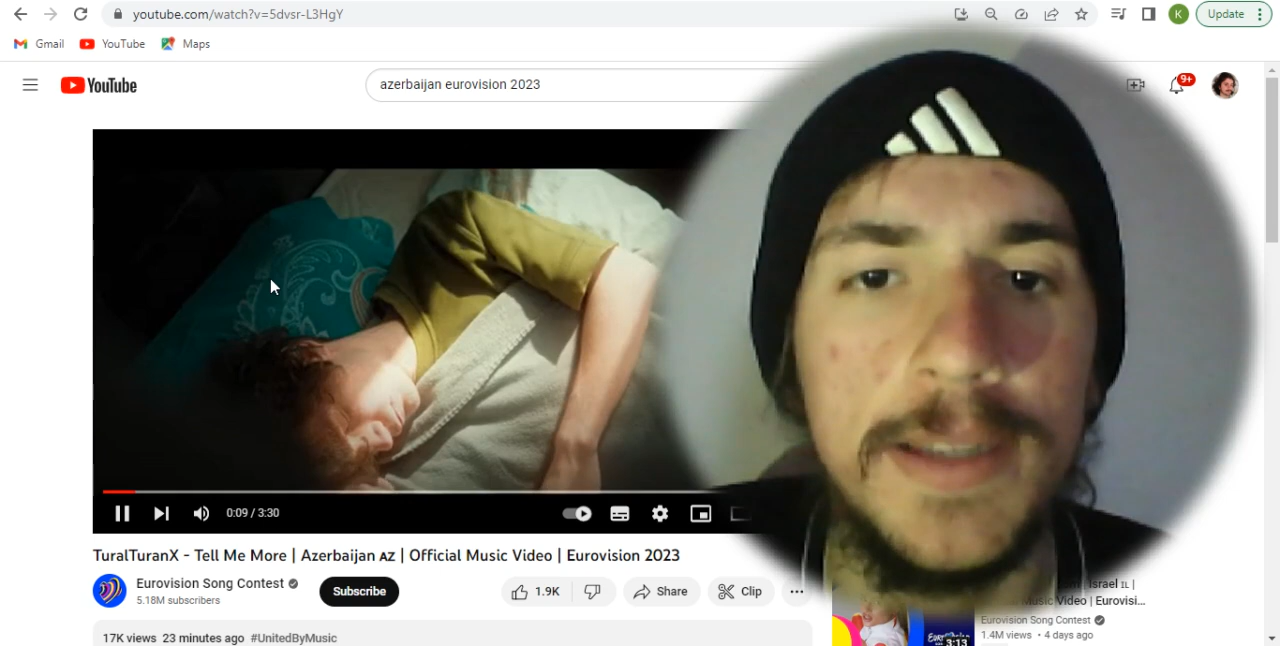 youtube.com/watch?v=5dvsr-L3HgY
Update
Gmail YouTube Maps
YouTube
azerbaijan eurovision 2023
9+
K
0:09 / 3:30
TuralTuranX - Tell Me More | Azerbaijan AZ | Official Music Video | Eurovision 2023
Eurovision Song Contest
5.18M subscribers
Subscribe
1.9K
Share
Clip
17K views 23 minutes ago #UnitedByMusic
Israel IL |
Music Video | Eurovisi...
Eurovision Song Contest
1.4M views • 4 days ago
3:13